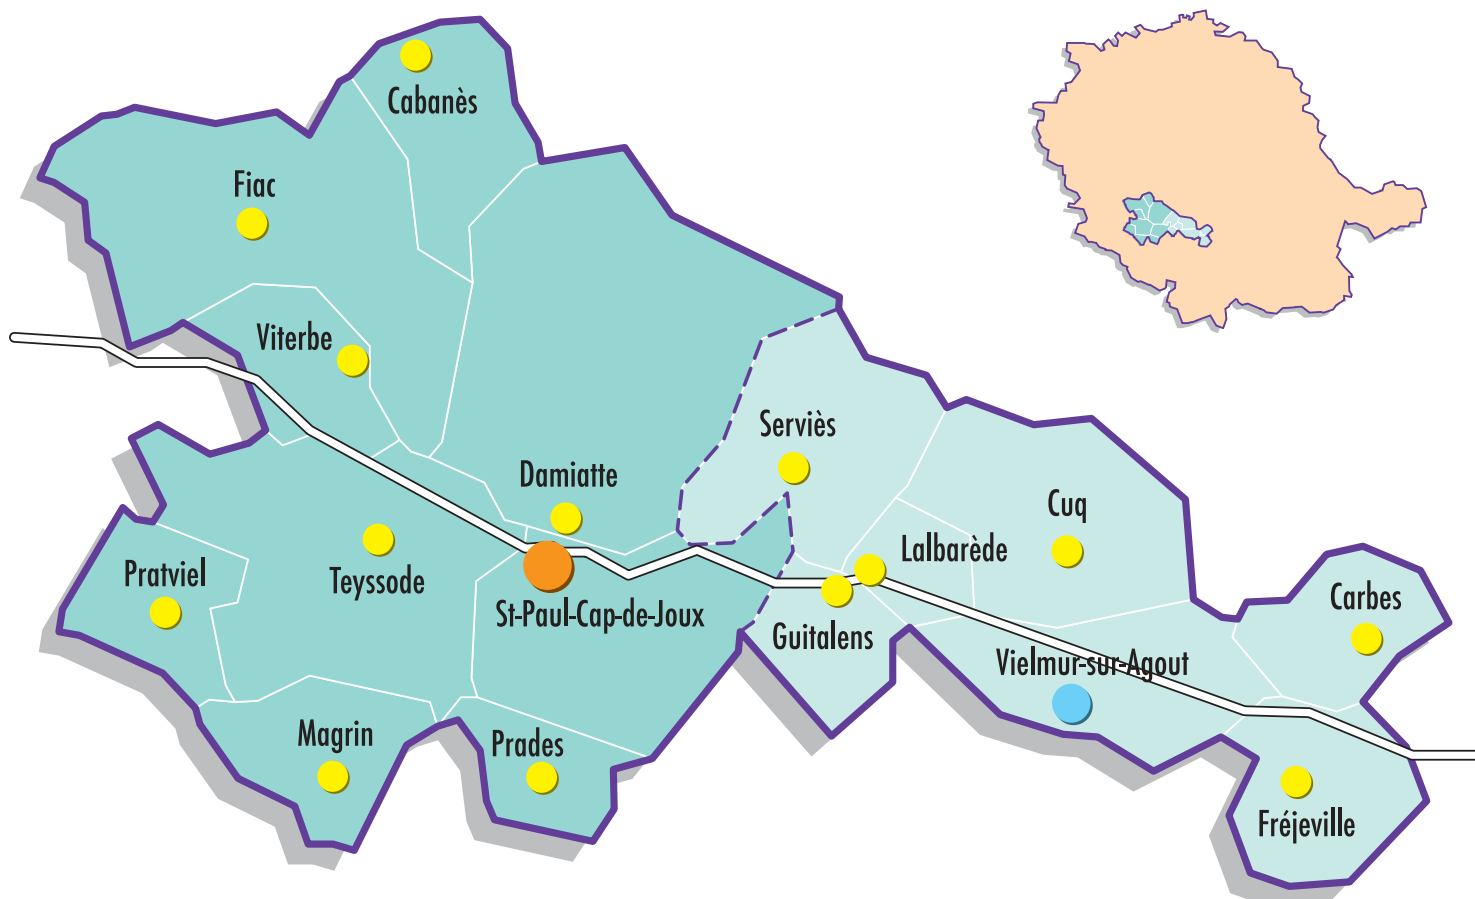 Cabanès
Fiac
Viterbe
Serviès
Damiatte
Cuq
Lalbarède
Pratviel
Teyssode
St-Paul-Cap-de-Joux
Carbes
Guitalens
Vielmur-sur-Agout
Magrin
Prades
Fréjeville